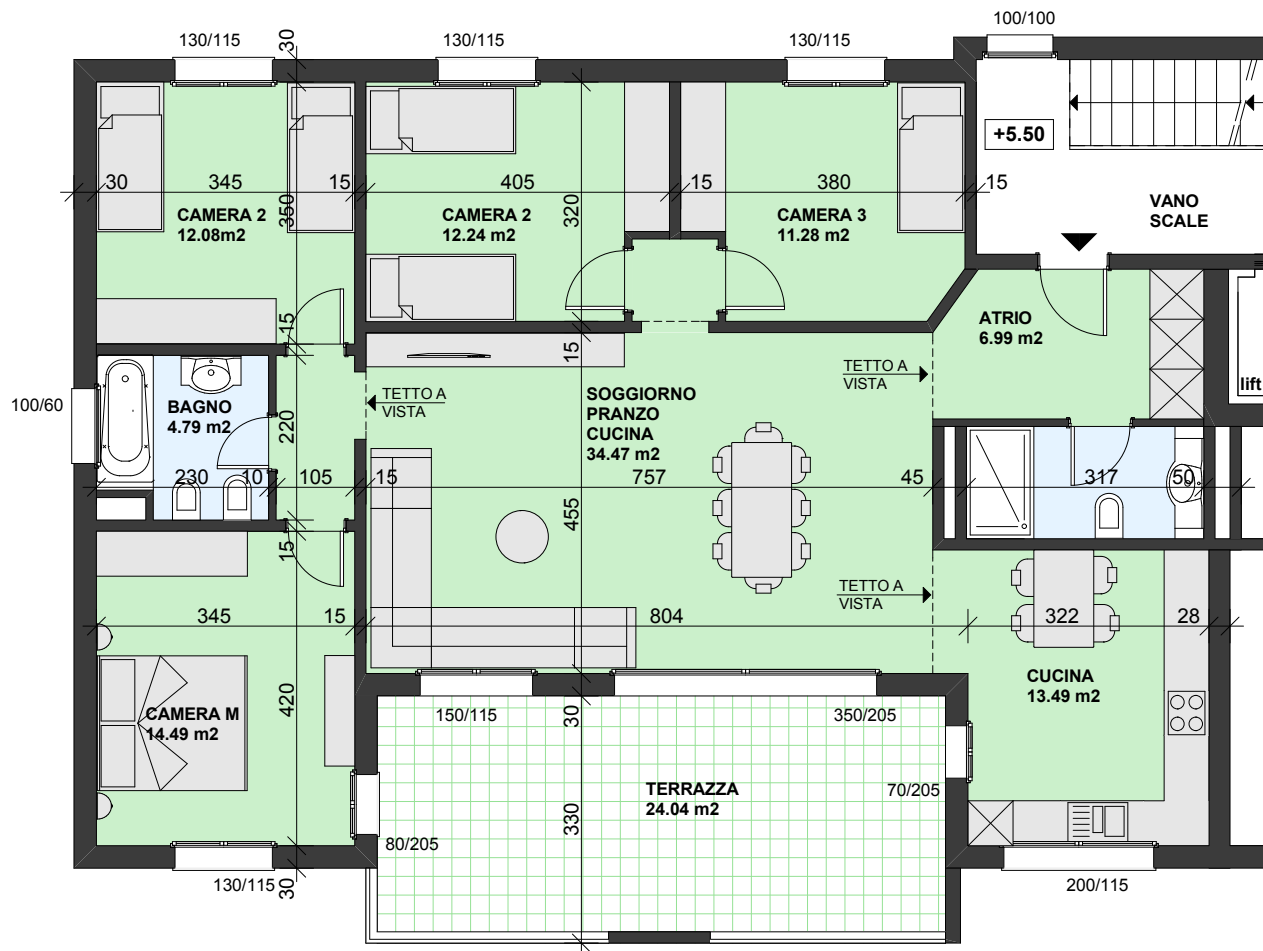 100/100
130/115
130/115
130/115
30
+5.50
30
345
15
405
15
380
15
350
320
CAMERA 2
12.08m2
CAMERA 2
12.24 m2
CAMERA 3
11.28 m2
VANO
SCALE
ATRIO
6.99 m2
15
15
TETTO A
VISTA
lift
100/60
BAGNO
4.79 m2
220
TETTO A
VISTA
SOGGIORNO
PRANZO
CUCINA
34.47 m2
230
10
105
15
757
45
317
50
455
15
TETTO A
VISTA
345
15
804
322
28
420
CAMERA M
14.49 m2
CUCINA
13.49 m2
150/115
30
350/205
TERRAZZA
24.04 m2
70/205
330
80/205
130/115
30
200/115